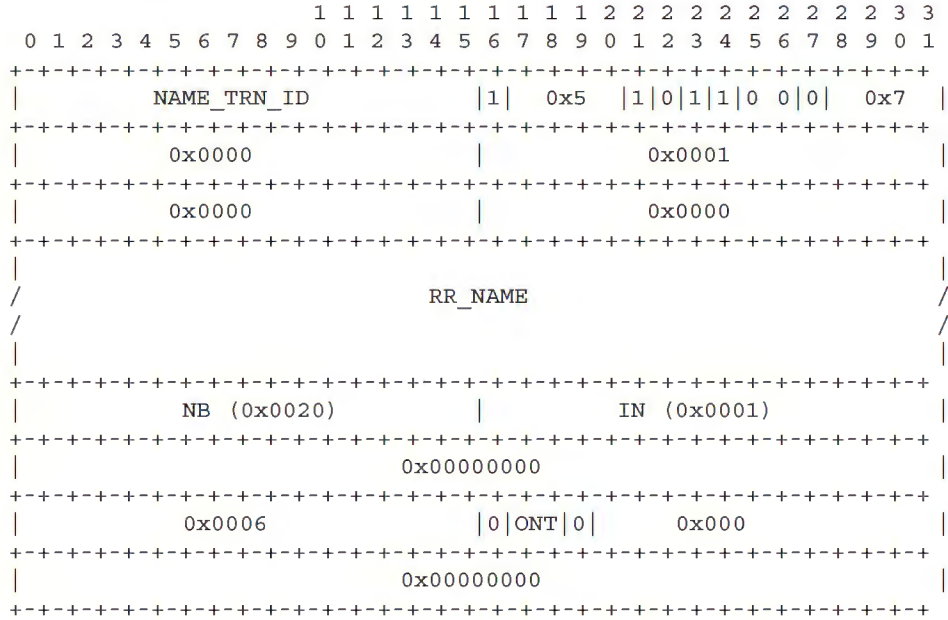 1 1 1 1 1 1 1 1 1 1 2 2 2 2 2 2 2 2 2 2 3 3
 0 1 2 3 4 5 6 7 8 9 0 1 2 3 4 5 6 7 8 9 0 1 2 3 4 5 6 7 8 9 0 1
+-+-+-+-+-+-+-+-+-+-+-+-+-+-+-+-+-+-+-+-+-+-+-+-+-+-+-+-+-+-+-+-+
|         NAME_TRN_ID           |1|  0x5  |1|0|1|1|0 0|0|  0x7  |
+-+-+-+-+-+-+-+-+-+-+-+-+-+-+-+-+-+-+-+-+-+-+-+-+-+-+-+-+-+-+-+-+
|          0x0000               |           0x0001              |
+-+-+-+-+-+-+-+-+-+-+-+-+-+-+-+-+-+-+-+-+-+-+-+-+-+-+-+-+-+-+-+-+
|          0x0000               |           0x0000              |
+-+-+-+-+-+-+-+-+-+-+-+-+-+-+-+-+-+-+-+-+-+-+-+-+-+-+-+-+-+-+-+-+
|                                                               |
/                            RR_NAME                            /
/                                                               /
|                                                               |
+-+-+-+-+-+-+-+-+-+-+-+-+-+-+-+-+-+-+-+-+-+-+-+-+-+-+-+-+-+-+-+-+
|           NB (0x0020)         |         IN (0x0001)           |
+-+-+-+-+-+-+-+-+-+-+-+-+-+-+-+-+-+-+-+-+-+-+-+-+-+-+-+-+-+-+-+-+
|                          0x00000000                           |
+-+-+-+-+-+-+-+-+-+-+-+-+-+-+-+-+-+-+-+-+-+-+-+-+-+-+-+-+-+-+-+-+
|           0x0006              |0|ONT|0|     0x000             |
+-+-+-+-+-+-+-+-+-+-+-+-+-+-+-+-+-+-+-+-+-+-+-+-+-+-+-+-+-+-+-+-+
|                          0x00000000                           |
+-+-+-+-+-+-+-+-+-+-+-+-+-+-+-+-+-+-+-+-+-+-+-+-+-+-+-+-+-+-+-+-+